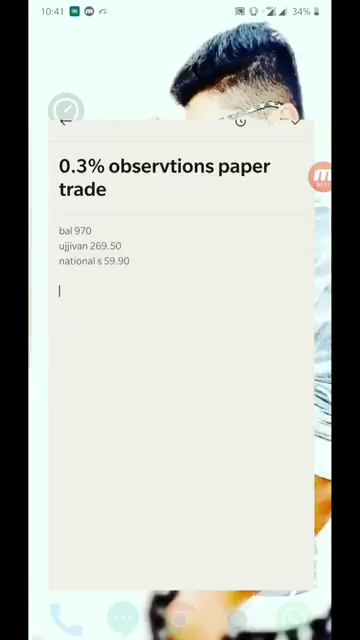 10:41
34%
0.3% observtions paper
trade
bal 970
ujjivan 269.50
national s 59.90